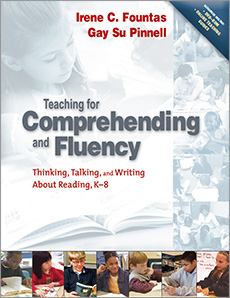 Irene C. Fountas
Gay Su Pinnell
Teaching for
Comprehending
and Fluency
Thinking, Talking, and Writing
About Reading, K–8